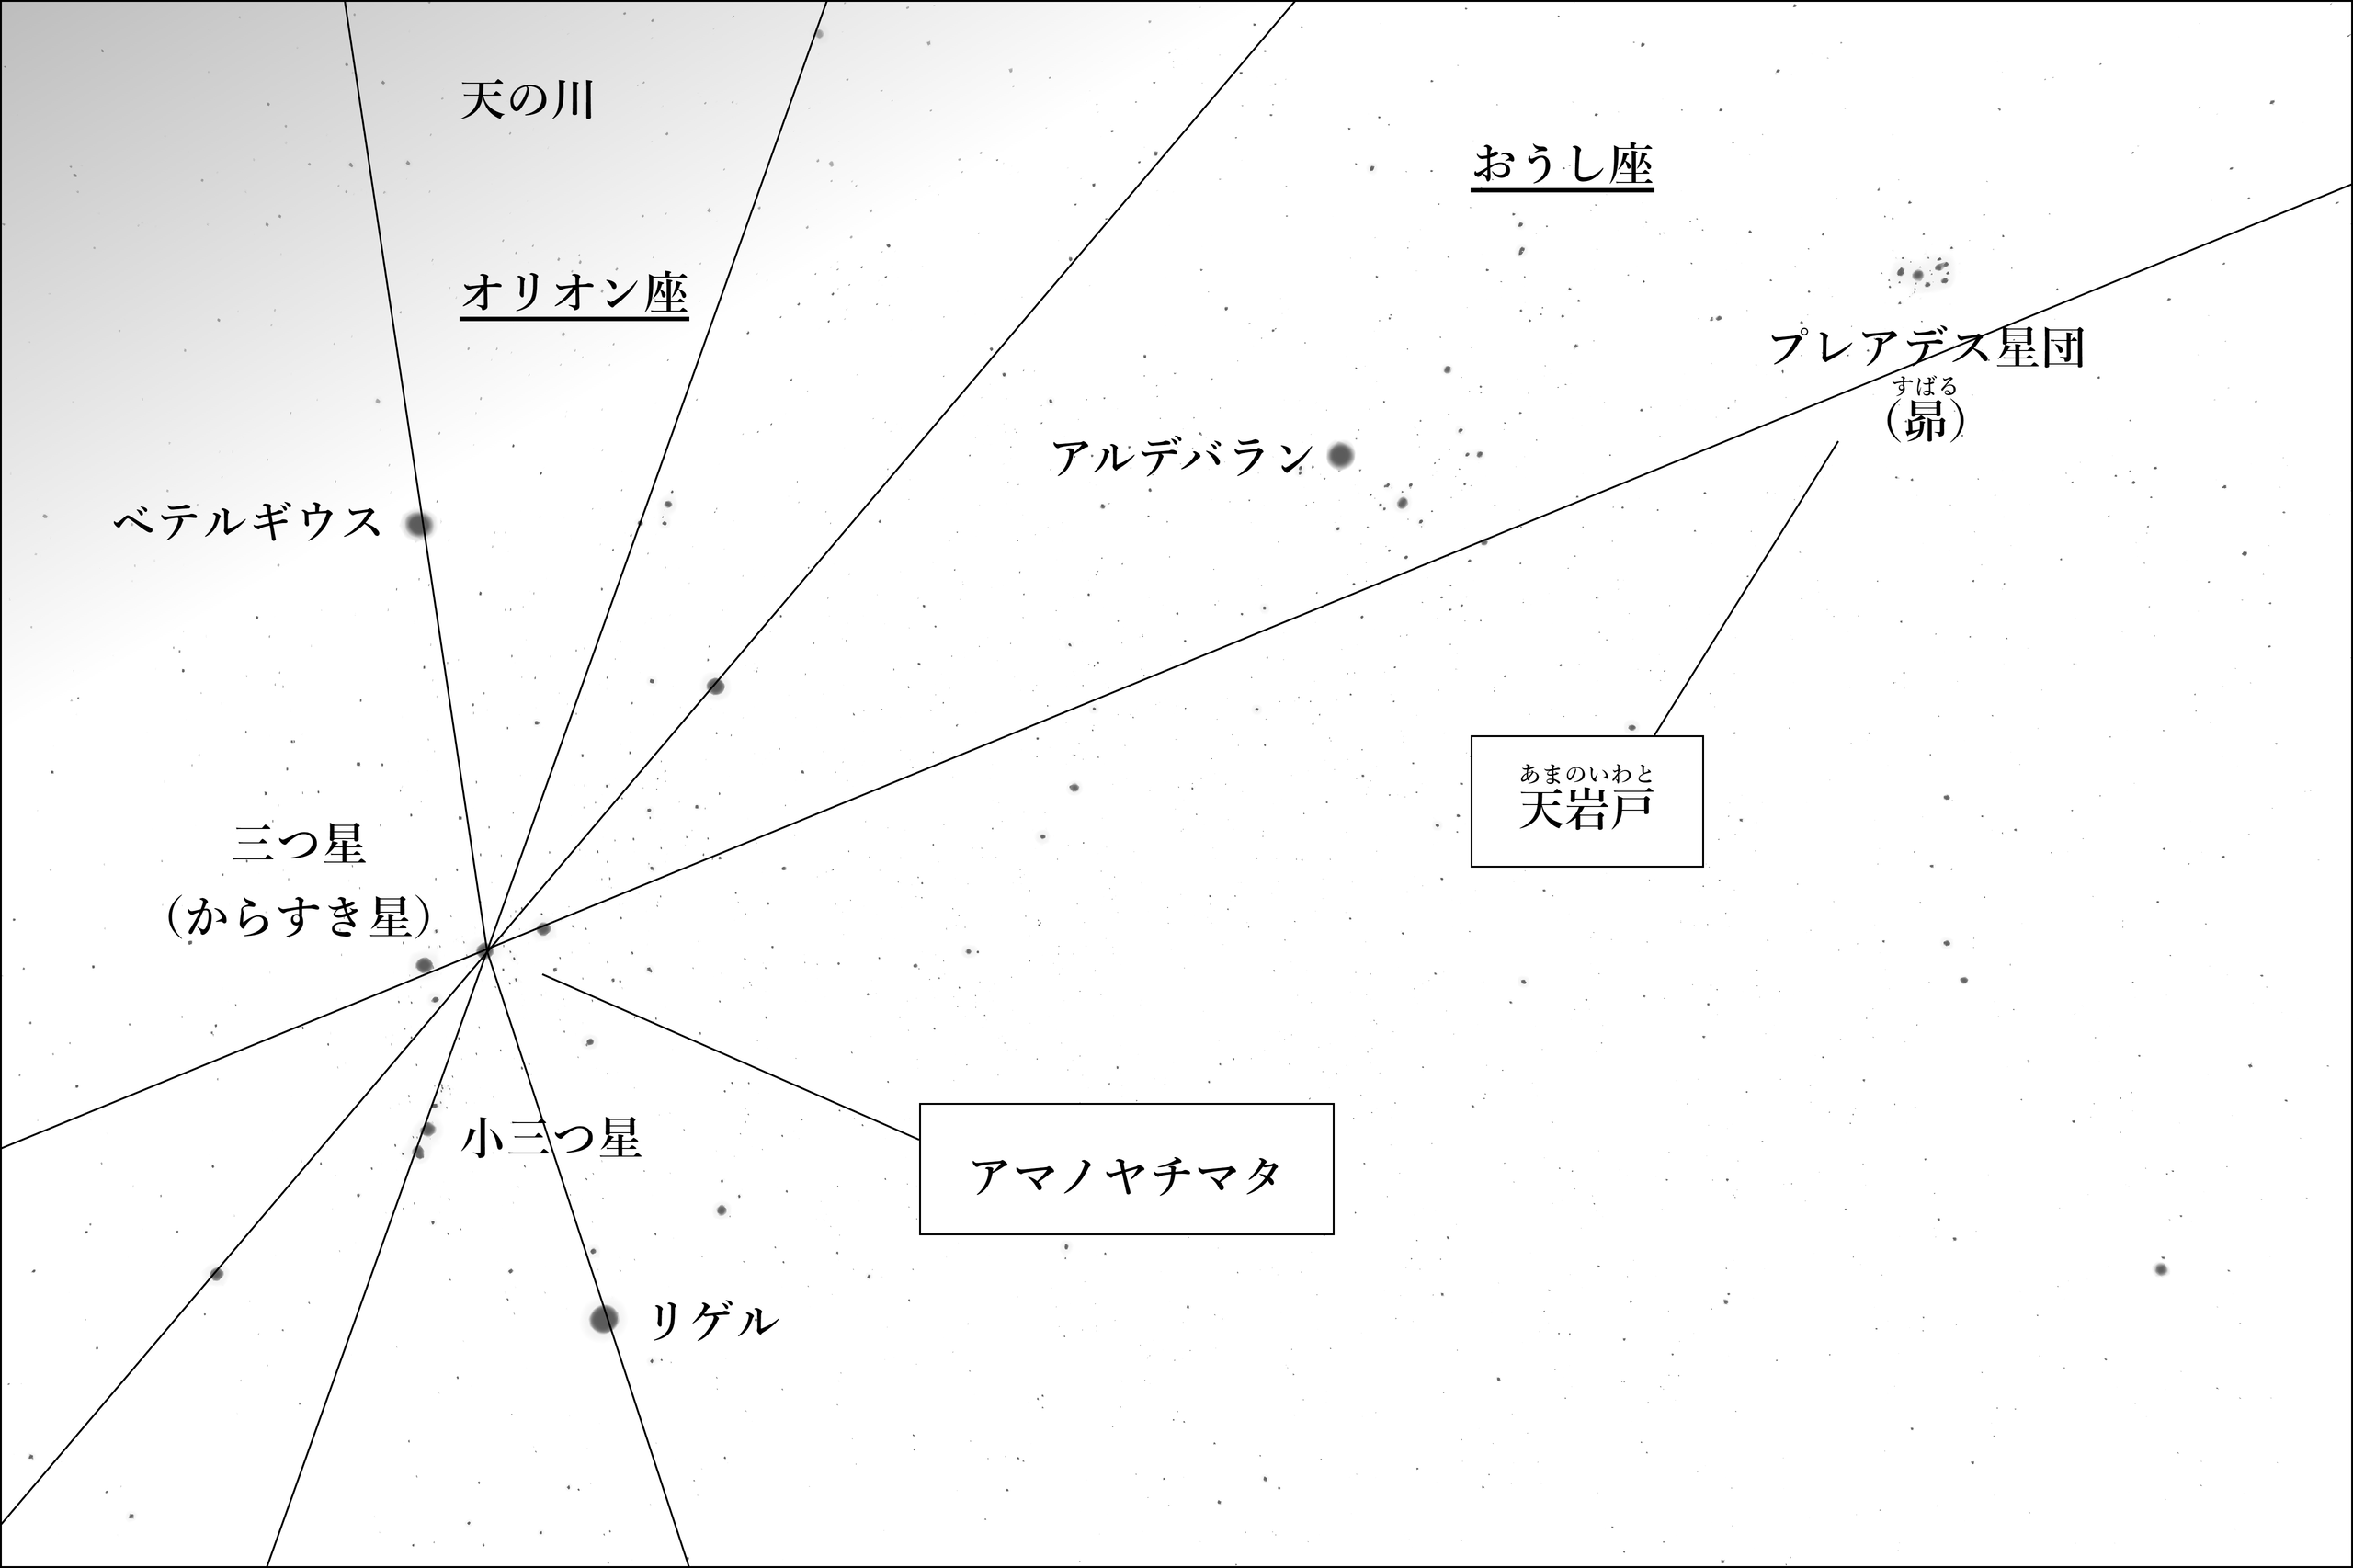 天の川
おうし座
オリオン座
プレアデス星団
すばる
（昴）
アルデバラン
ベテルギウス
あまのいわと
天岩戸
三つ星
（からすき星）
小三つ星
アマノヤチマタ
リゲル